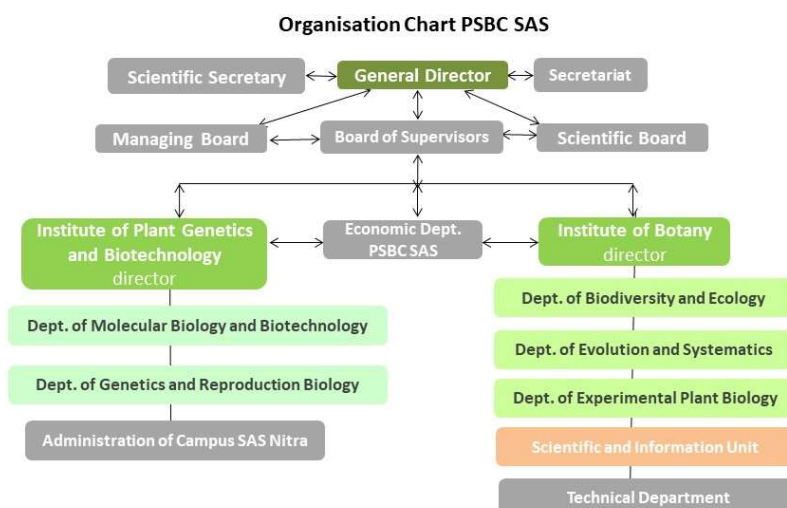 Organisation Chart PSBC SAS
Scientific Secretary
General Director
Secretariat
Managing Board
Board of Supervisors
Scientific Board
Institute of Plant Genetics
and Biotechnology
director
Economic Dept.
PSBC SAS
Institute of Botany
director
Dept. of Molecular Biology and Biotechnology
Dept. of Genetics and Reproduction Biology
Administration of Campus SAS Nitra
Dept. of Biodiversity and Ecology
Dept. of Evolution and Systematics
Dept. of Experimental Plant Biology
Scientific and Information Unit
Technical Department